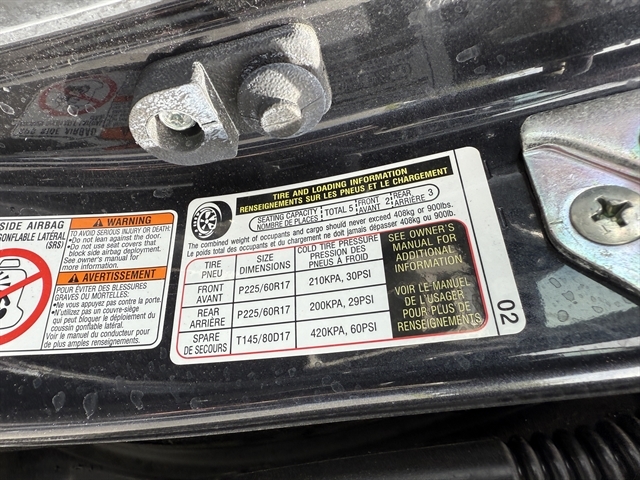 SIDE AIRBAG
GONFLABLE LATÉRAL
(SRS)
WARNING
TO AVOID SERIOUS INJURY OR DEATH:
•Do not lean against the door.
•Do not use seat covers that
block side airbag deployment.
See owner's manual for
more information.
AVERTISSEMENT
POUR ÉVITER DES BLESSURES
GRAVES OU MORTELLES:
•Ne vous appuyez pas contre la porte.
•N'utilisez pas un couvre-siège
qui peut bloquer le déploiement du
coussin gonflable latéral.
Voir le manuel du conducteur
de plus amples renseignements.
TIRE AND LOADING INFORMATION
RENSEIGNEMENTS SUR LES PNEUS ET LE CHARGEMENT
SEATING CAPACITY TOTAL 5 FRONT 2 REAR 3
NOMBRE DE PLACES AVANT ARRIÈRE
The combined weight of occupants and cargo should never exceed 408kg or 900lbs.
Le poids total des occupants et du chargement ne doit jamais dépasser 408kg ou 900lb.
TIRE SIZE COLD TIRE PRESSURE
PNEU DIMENSIONS PRESSION DES PNEUS À FROID
FRONT P225/60R17 210KPA, 30PSI
AVANT
REAR P225/60R17 200KPA, 29PSI
ARRIÈRE
SPARE T145/80D17 420KPA, 60PSI
DE SECOURS
SEE OWNER'S
MANUAL FOR
ADDITIONAL
INFORMATION
VOIR LE MANUEL
DE L'USAGER
POUR PLUS DE
RENSEIGNEMENTS
02